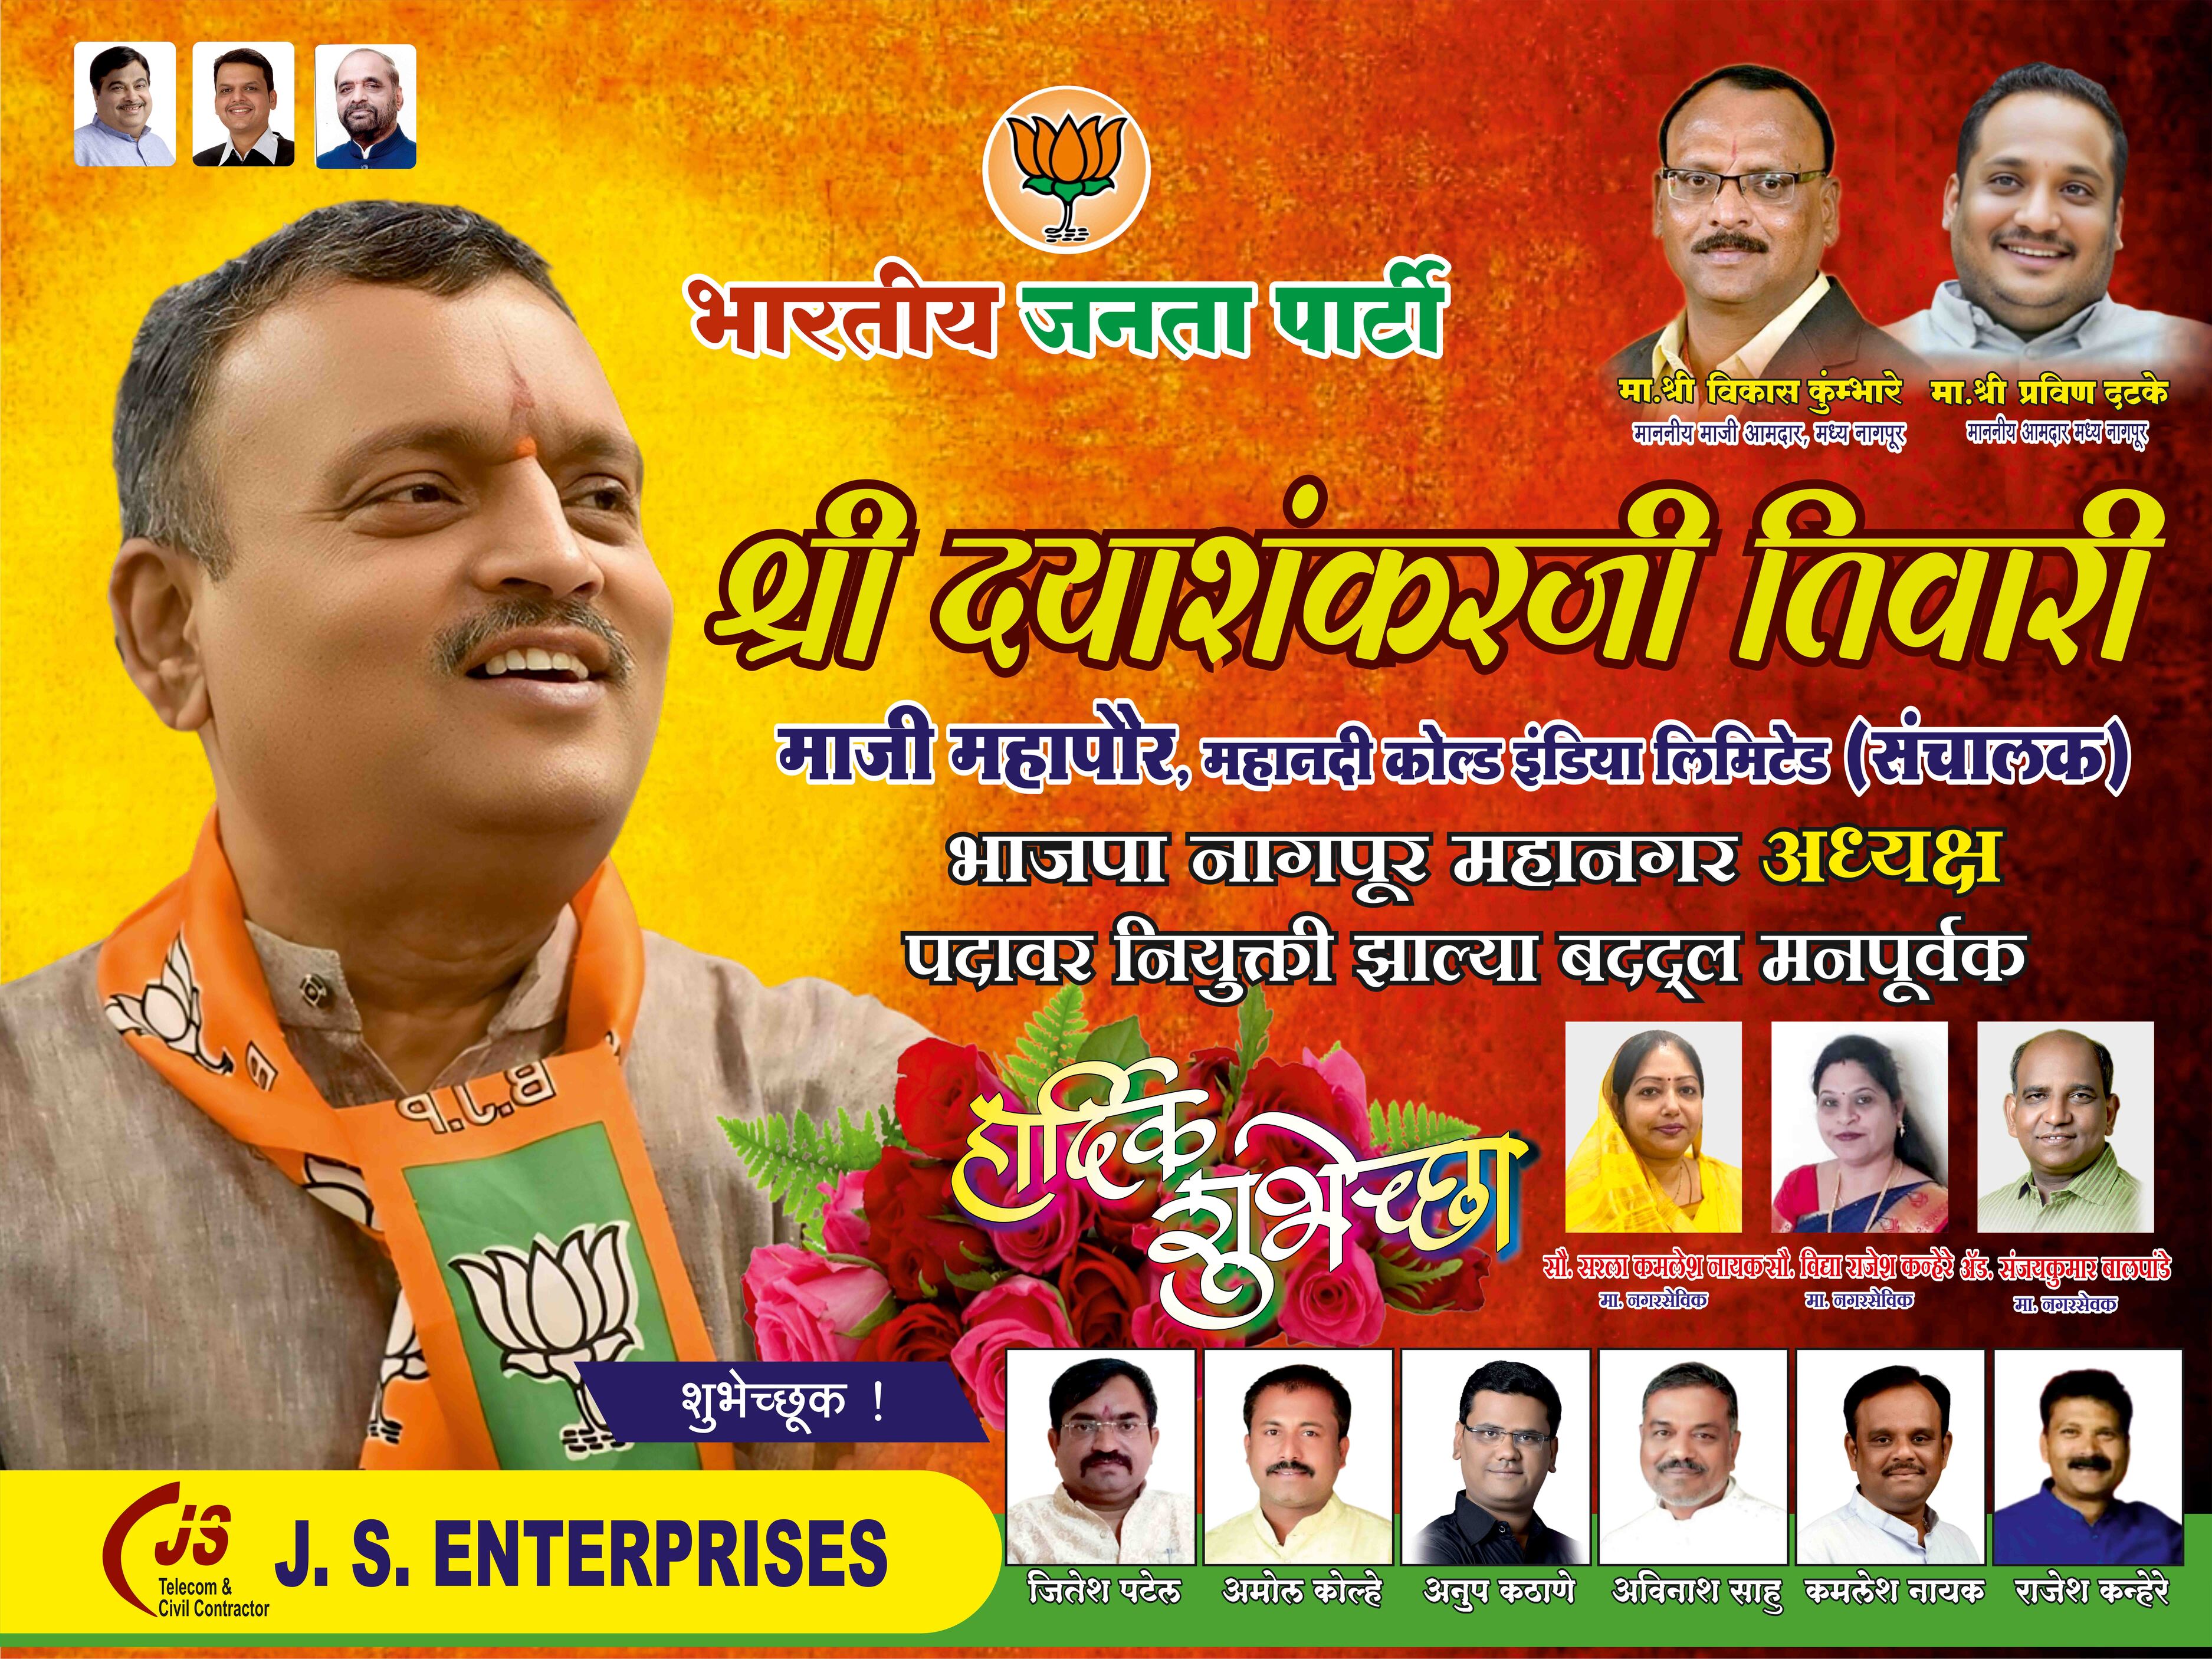 भारतीय जनता पार्टी
मा.श्री विकास कुंम्भारे
माननीय माजी आमदार, मध्य नागपूर
मा.श्री प्रविण दटके
माननीय आमदार मध्य नागपूर
श्री दयाशंकरजी तिवारी
माजी महापौर, महानदी कोल्ड इंडिया लिमिटेड (संचालक)
भाजपा नागपूर महानगर अध्यक्ष
पदावर नियुक्ती झाल्या बदद्ल मनपूर्वक
हार्दिक
शुभेच्छा
B.J.P
सौ. सरला कमलेश नायक
मा. नगरसेविक
सौ. विद्या राजेश कन्हेरे
मा. नगरसेविक
ॲड. संजयकुमार बालपांडे
मा. नगरसेवक
शुभेच्छूक !
JS
Telecom &
Civil Contractor
J. S. ENTERPRISES
जितेश पटेल
अमोल कोल्हे
अनुप कठाणे
अविनाश साहु
कमलेश नायक
राजेश कन्हेरे